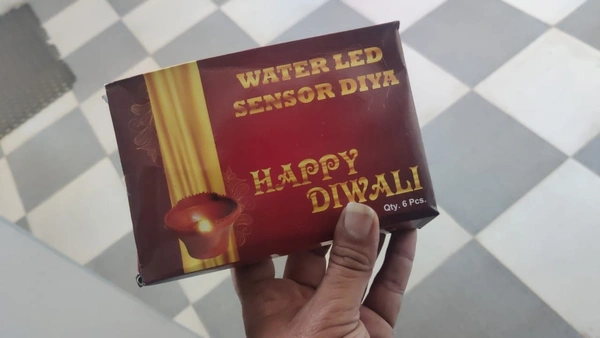 WATER LED
SENSOR DIYA
HAPPY
DIWALI
Qty. 6 Pcs.